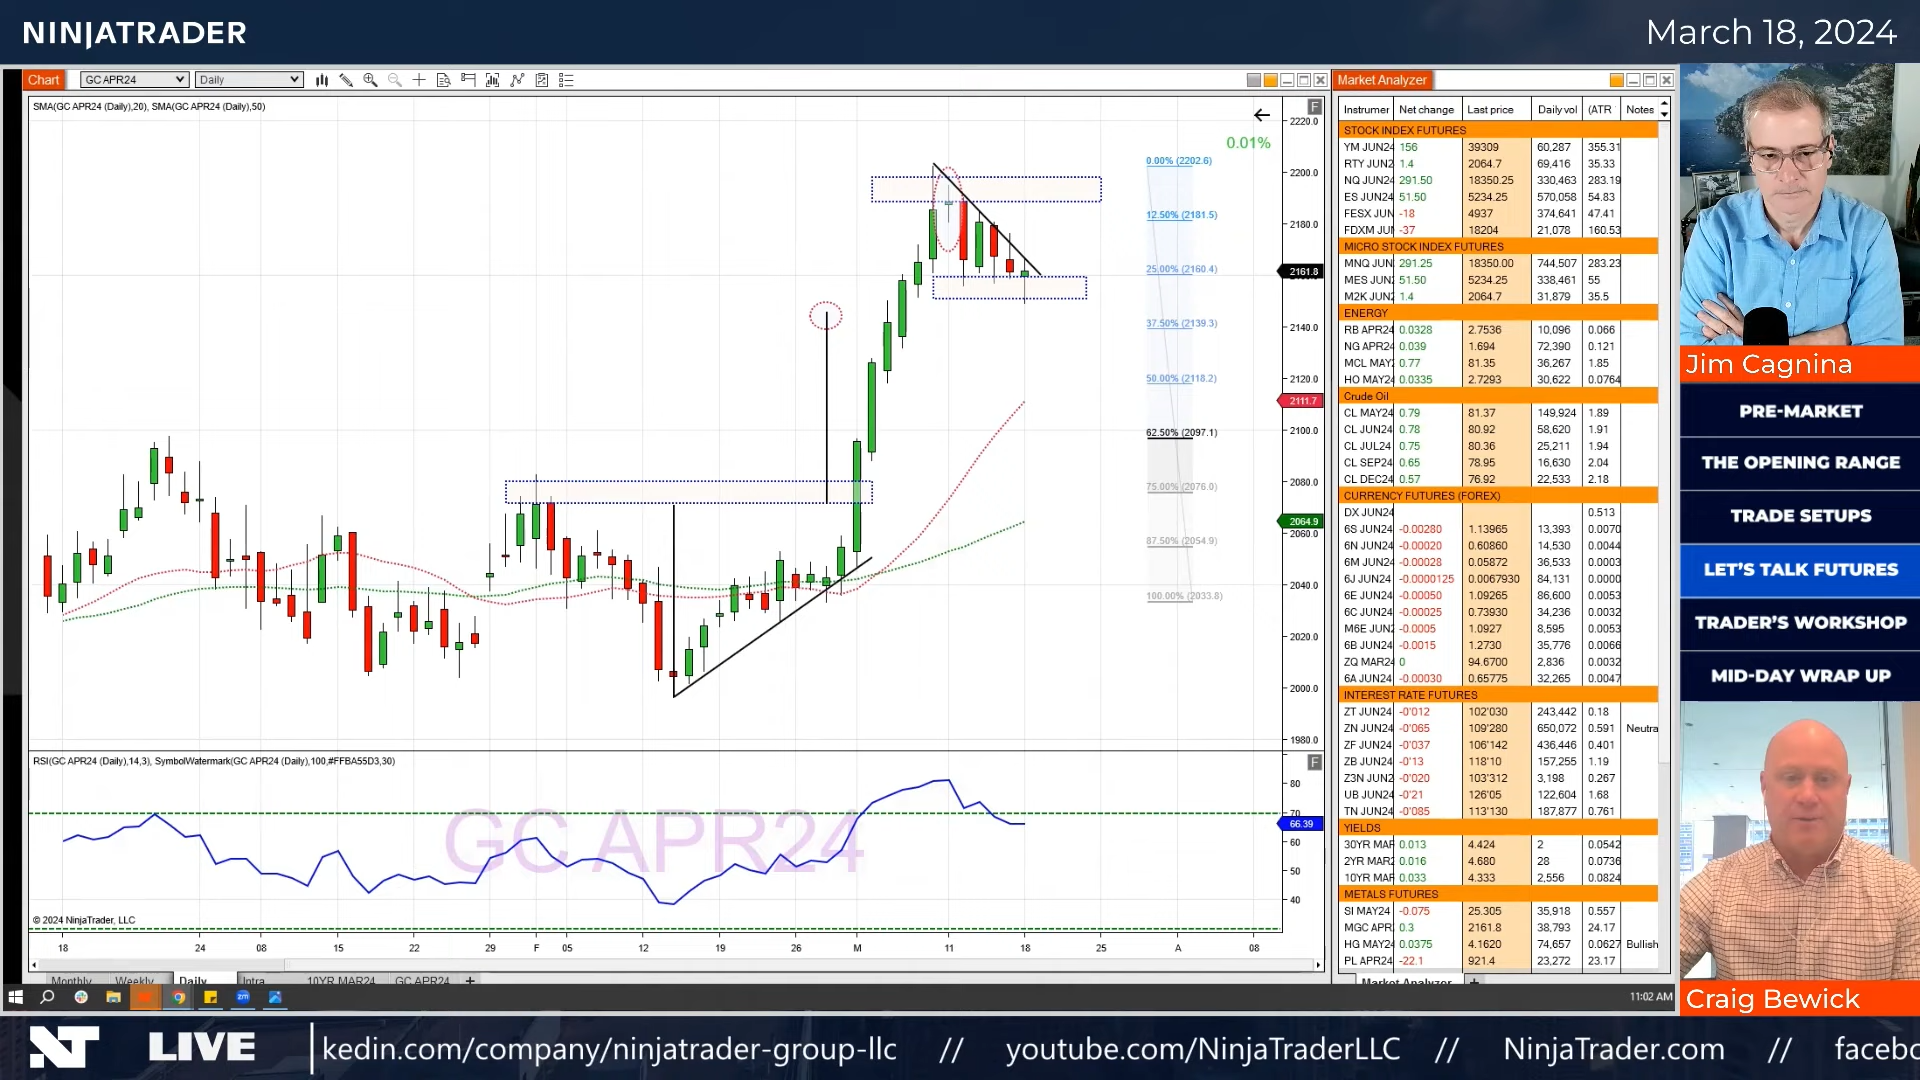 NINJATRADER
March 18, 2024
Chart
GC APR24
Daily
Market Analyzer
SMA(GC APR24 (Daily),20), SMA(GC APR24 (Daily),50)
F
0.01%
2220.0
2200.0
2180.0
2161.8
2140.0
2120.0
2111.7
2100.0
2080.0
2064.9
2060.0
2040.0
2020.0
2000.0
1980.0
0.00% (2202.6)
12.50% (2181.5)
25.00% (2160.4)
37.50% (2139.3)
50.00% (2118.2)
62.50% (2097.1)
75.00% (2076.0)
87.50% (2054.9)
100.00% (2033.8)
RSI(GC APR24 (Daily),14,3), SymbolWatermark(GC APR24 (Daily),100,#FFBA55D3,30)
F
GC APR24
80
70
66.39
60
50
40
© 2024 NinjaTrader, LLC
18 24 08 15 22 29 F 05 12 19 26 M 11 18 25 A 08
Monthly Weekly Daily Intra 10YR MAR24 GC APR24 +
Instrumer Net change Last price Daily vol (ATR Notes
STOCK INDEX FUTURES
YM JUN24 156 39309 60,287 355.31
RTY JUN2 1.4 2064.7 69,416 35.33
NQ JUN24 291.50 18350.25 330,463 283.19
ES JUN24 51.50 5234.25 570,058 54.83
FESX JUN -18 4937 374,641 47.41
FDXM JUN -37 18204 21,078 160.53
MICRO STOCK INDEX FUTURES
MNQ JUN 291.25 18350.00 744,507 283.23
MES JUN 51.50 5234.25 338,461 55
M2K JUN 1.4 2064.7 31,879 35.5
ENERGY
RB APR24 0.0328 2.7536 10,096 0.066
NG APR24 0.039 1.694 72,390 0.121
MCL MAY 0.77 81.35 36,267 1.85
HO MAY24 0.0335 2.7293 30,622 0.0764
Crude Oil
CL MAY24 0.79 81.37 149,924 1.89
CL JUN24 0.78 80.92 58,620 1.91
CL JUL24 0.75 80.36 25,211 1.94
CL SEP24 0.65 78.95 16,630 2.04
CL DEC24 0.57 76.92 22,533 2.18
CURRENCY FUTURES (FOREX)
DX JUN24 0.513
6S JUN24 -0.00280 1.13965 13,393 0.0070
6N JUN24 -0.00020 0.60860 14,530 0.0044
6M JUN24 -0.00028 0.05872 36,533 0.0003
6J JUN24 -0.0000125 0.0067930 84,131 0.0000
6E JUN24 -0.00050 1.09265 86,600 0.0053
6C JUN24 -0.00025 0.73930 34,236 0.0032
M6E JUN2 -0.0005 1.0927 8,595 0.0053
6B JUN24 -0.0015 1.2730 35,776 0.0066
ZQ MAR24 0 94.6700 2,836 0.0032
6A JUN24 -0.00030 0.65775 32,265 0.0047
INTEREST RATE FUTURES
ZT JUN24 -0'012 102'030 243,442 0.18
ZN JUN24 -0'065 109'280 650,072 0.591 Neutra
ZF JUN24 -0'037 106'142 436,446 0.401
ZB JUN24 -0'13 118'10 157,255 1.19
Z3N JUN2 -0'020 103'312 3,198 0.267
UB JUN24 -0'21 126'05 122,604 1.68
TN JUN24 -0'085 113'130 187,877 0.761
YIELDS
30YR MAR 0.013 4.424 2 0.0542
2YR MAR2 0.016 4.680 28 0.0736
10YR MAR 0.033 4.333 2,556 0.0824
METALS FUTURES
SI MAY24 -0.075 25.305 35,918 0.557
MGC APR 0.3 2161.8 38,793 24.17
HG MAY24 0.0375 4.1620 74,657 0.0627 Bullish
PL APR24 -22.1 921.4 23,272 23.17
Market Analyzer +
11:02 AM
Jim Cagnina
PRE-MARKET
THE OPENING RANGE
TRADE SETUPS
LET'S TALK FUTURES
TRADER'S WORKSHOP
MID-DAY WRAP UP
Craig Bewick
NT LIVE kedin.com/company/ninjatrader-group-llc // youtube.com/NinjaTraderLLC // NinjaTrader.com // facebo